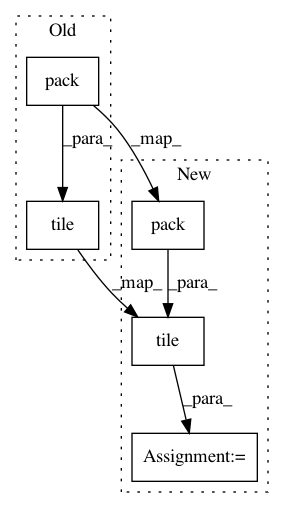 Old
pack
_para_
_map_
New
tile
pack
_map_
_para_
tile
_para_
Assignment:=